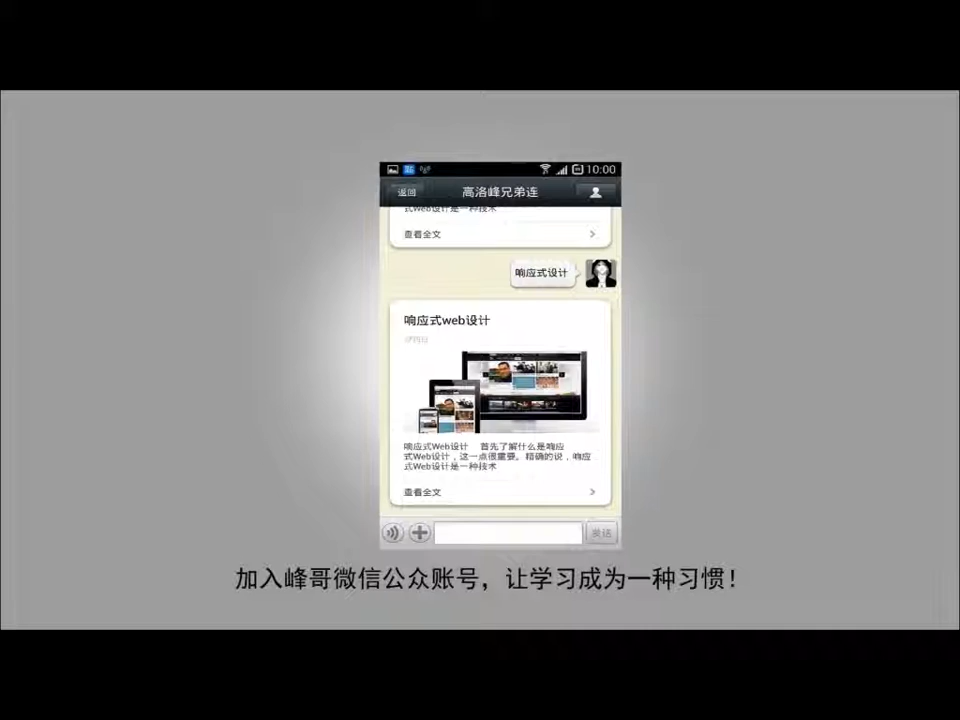 10:00
返回
高洛峰兄弟连
式Web设计是一种技术
查看全文
响应式设计
响应式web设计
响应式Web设计 首先了解什么是响应
式Web设计，这一点很重要。精确的说，响应
式Web设计是一种技术
查看全文
发送
加入峰哥微信公众账号，让学习成为一种习惯！